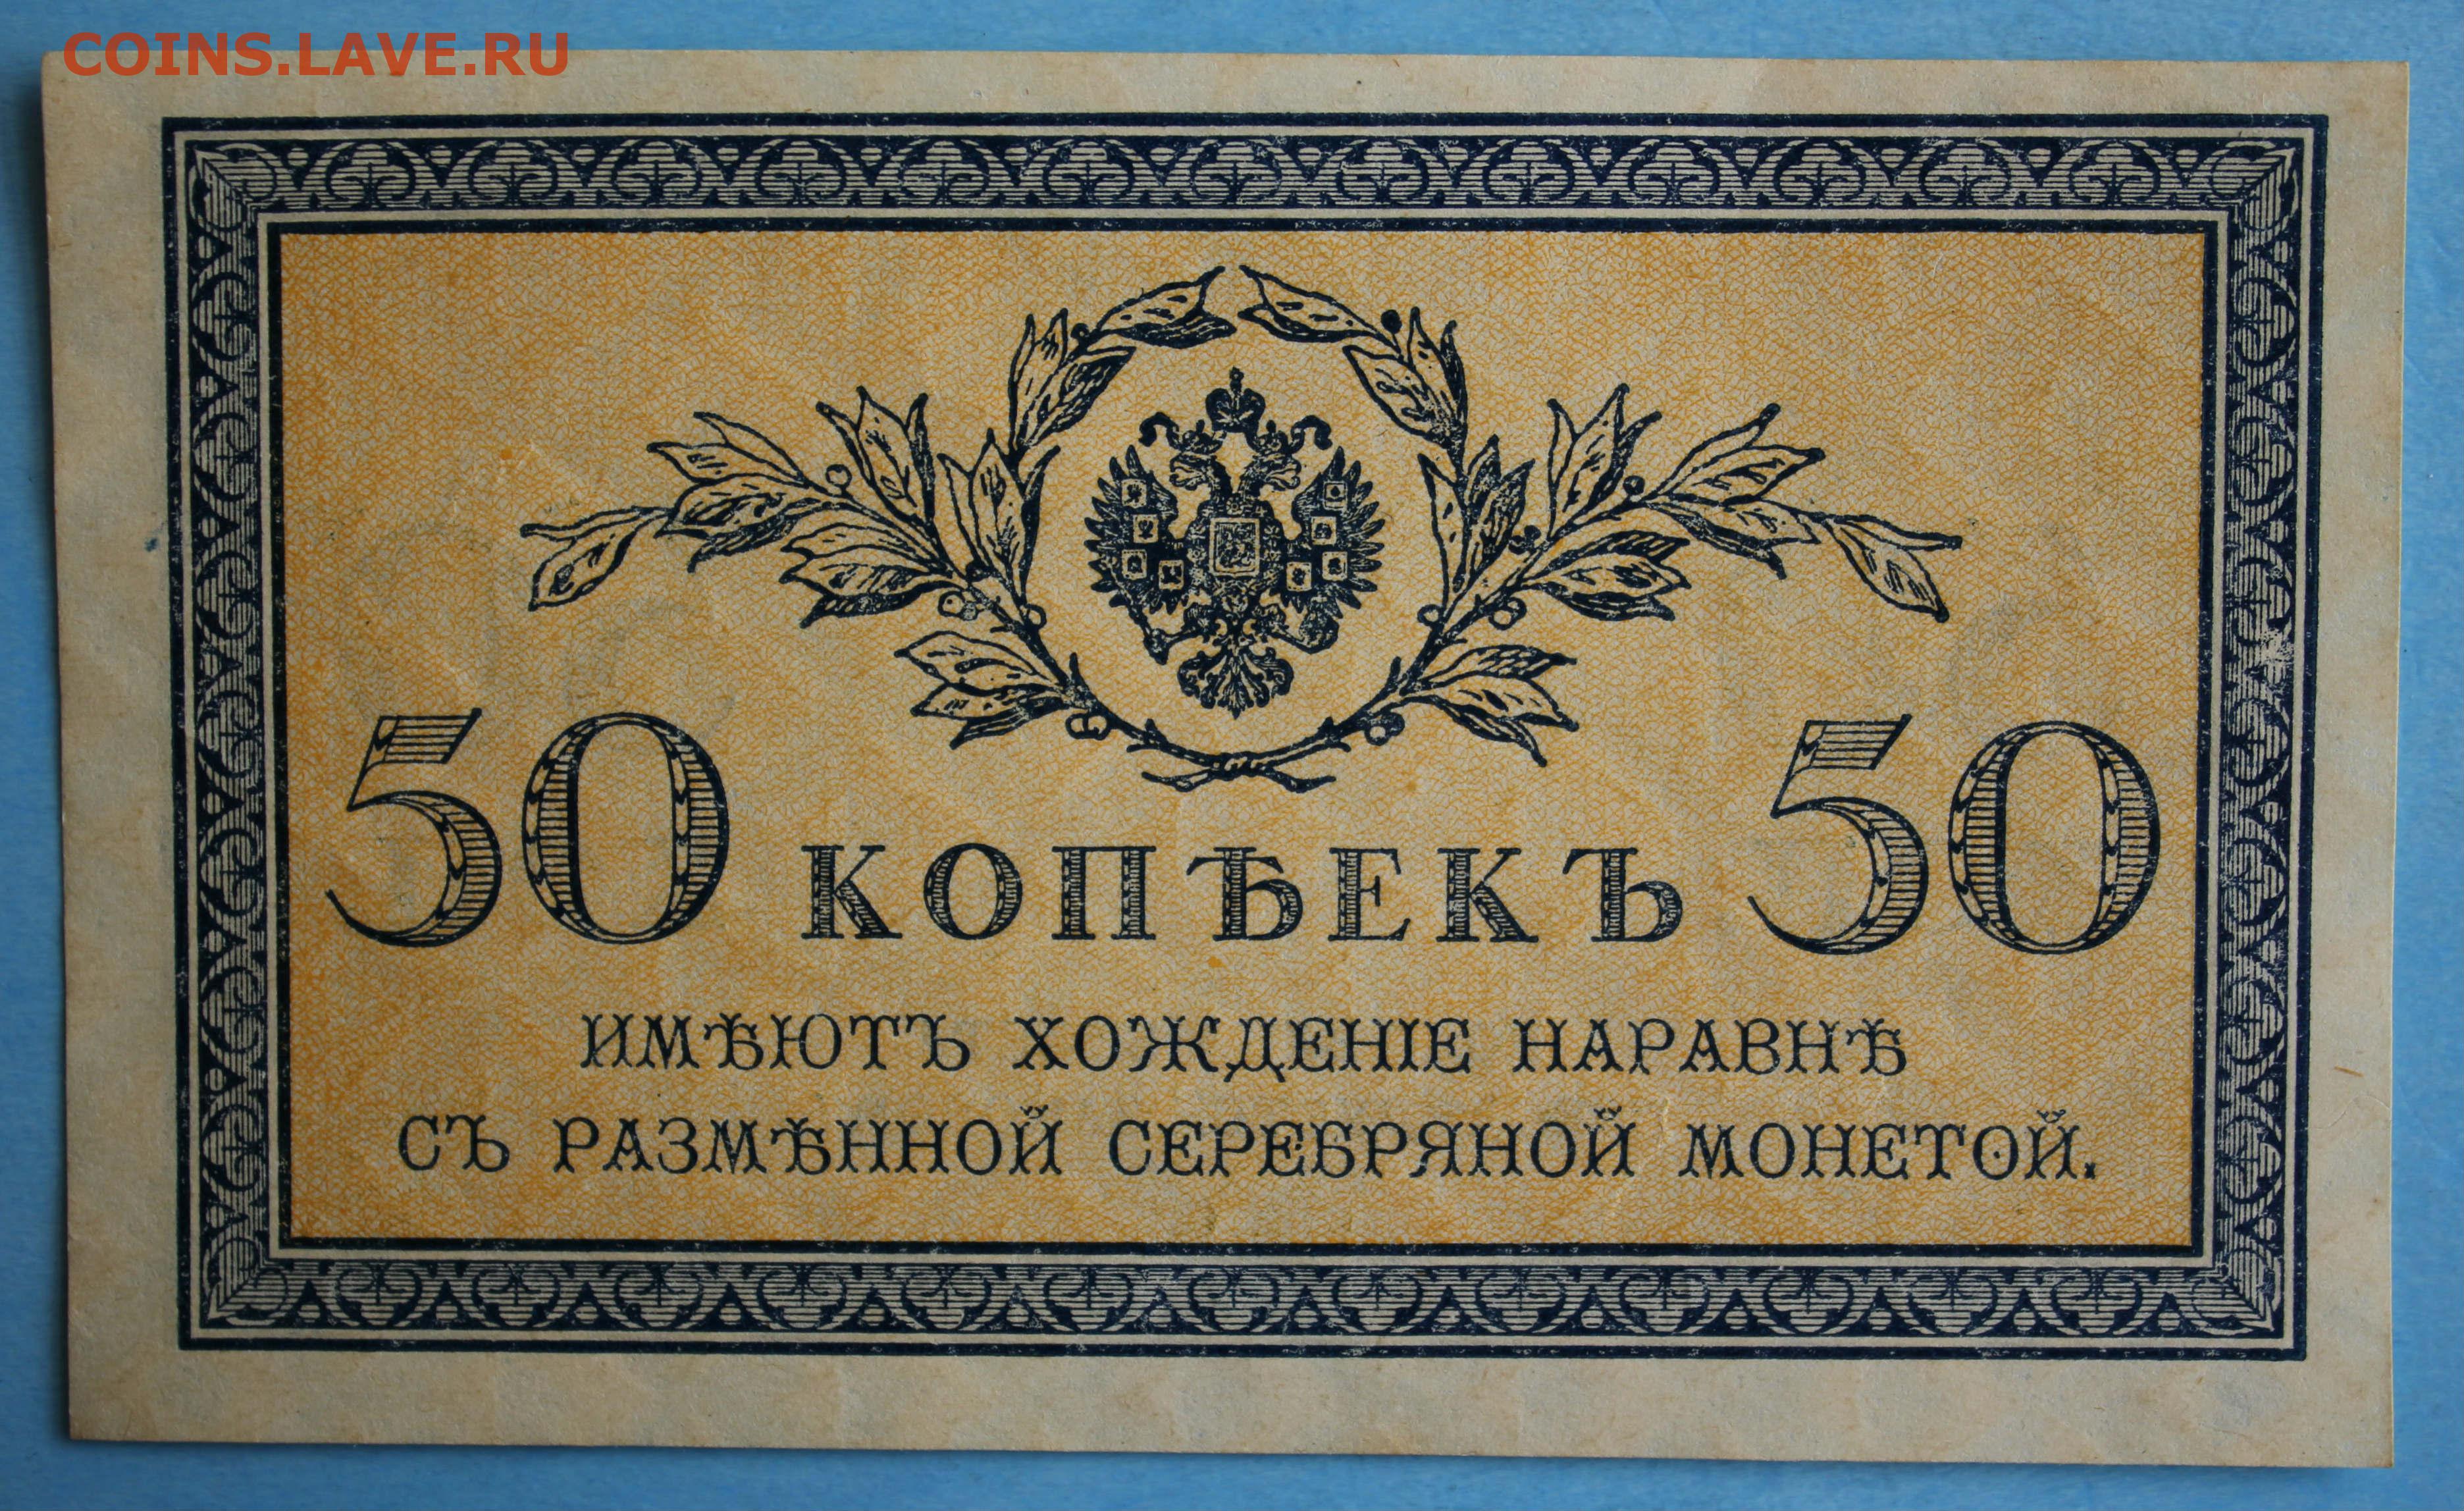 COINS.LAVE.RU
50 КОПѢЕКЪ 50
ИМѢЮТЪ ХОЖДЕНІЕ НАРАВНѢ
СЪ РАЗМѢННОЙ СЕРЕБРЯНОЙ МОНЕТОЙ.